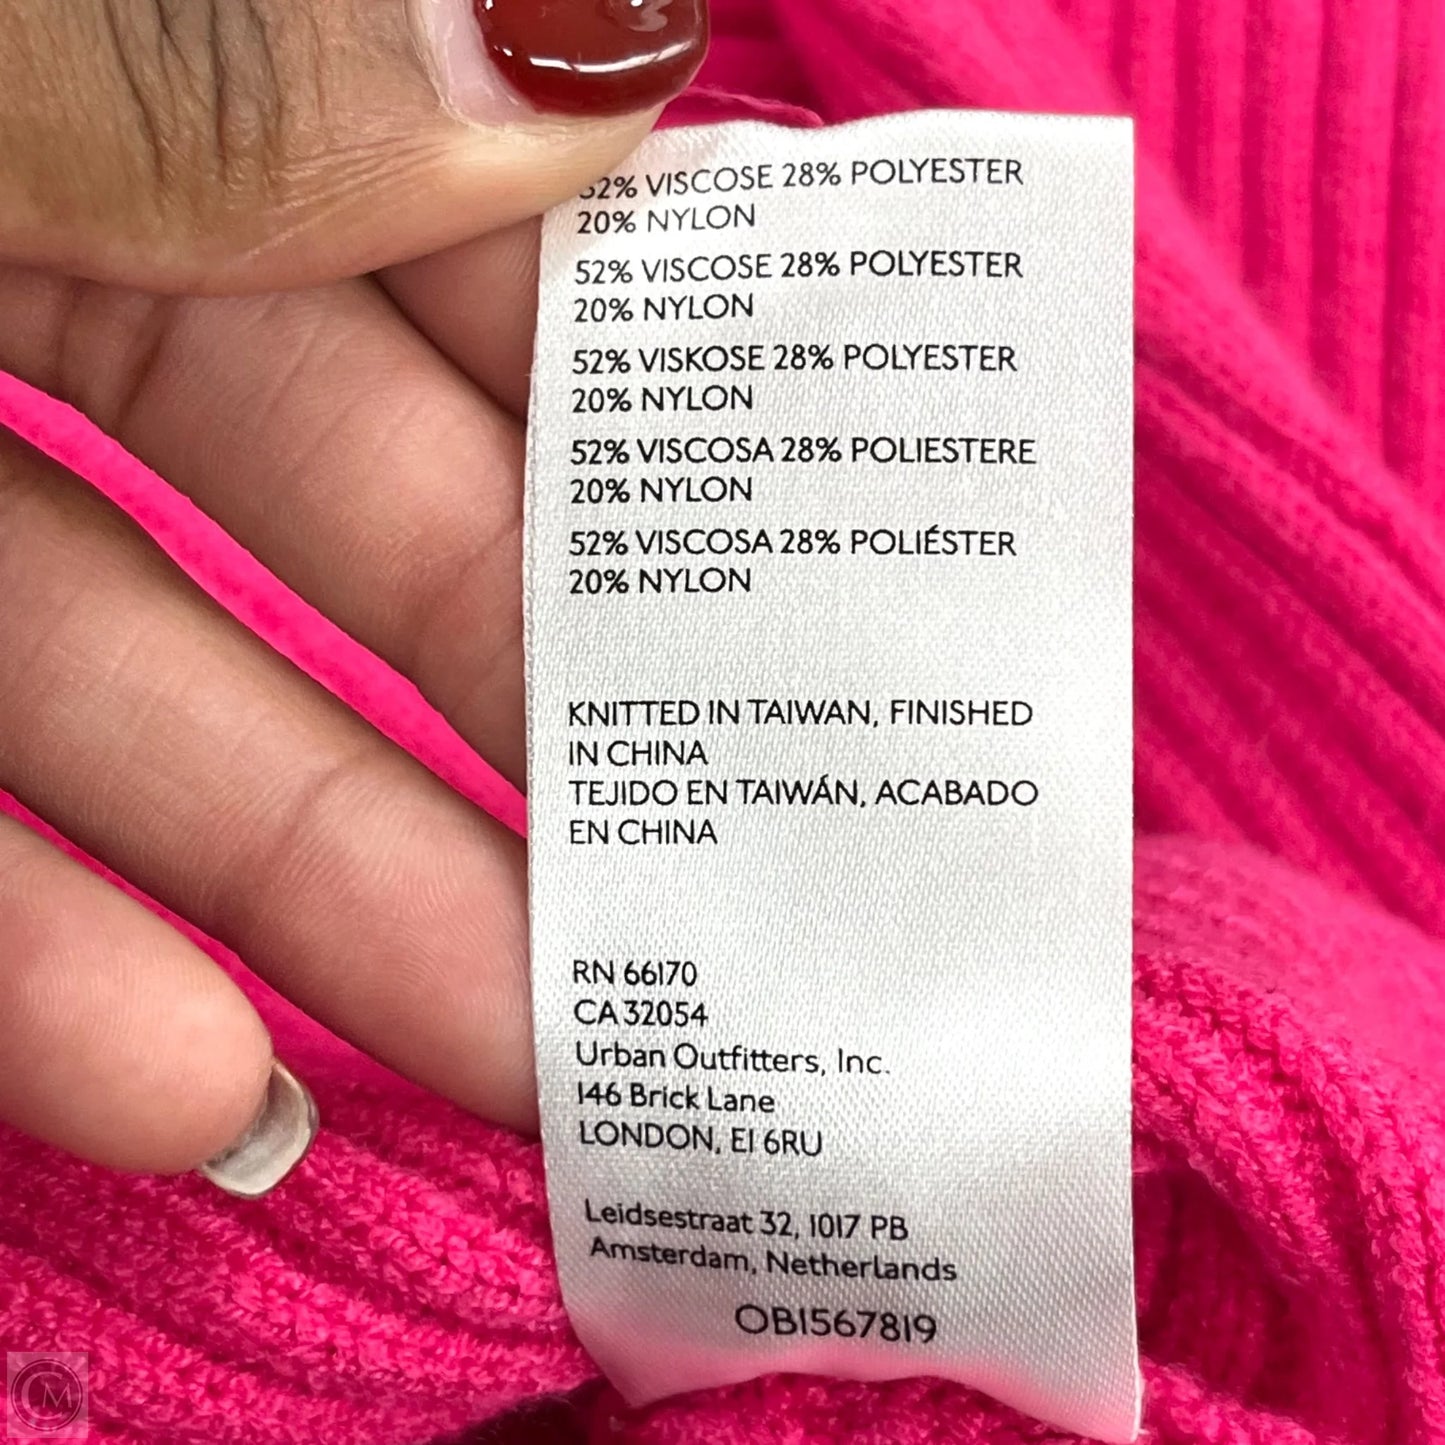 52% VISCOSE 28% POLYESTER
20% NYLON
52% VISCOSE 28% POLYESTER
20% NYLON
52% VISKOSE 28% POLYESTER
20% NYLON
52% VISCOSA 28% POLIESTERE
20% NYLON
52% VISCOSA 28% POLIÉSTER
20% NYLON
KNITTED IN TAIWAN, FINISHED
IN CHINA
TEJIDO EN TAIWÁN, ACABADO
EN CHINA
RN 66170
CA 32054
Urban Outfitters, Inc.
146 Brick Lane
LONDON, E1 6RU
Leidsestraat 32, 1017 PB
Amsterdam, Netherlands
OB1567819
CM